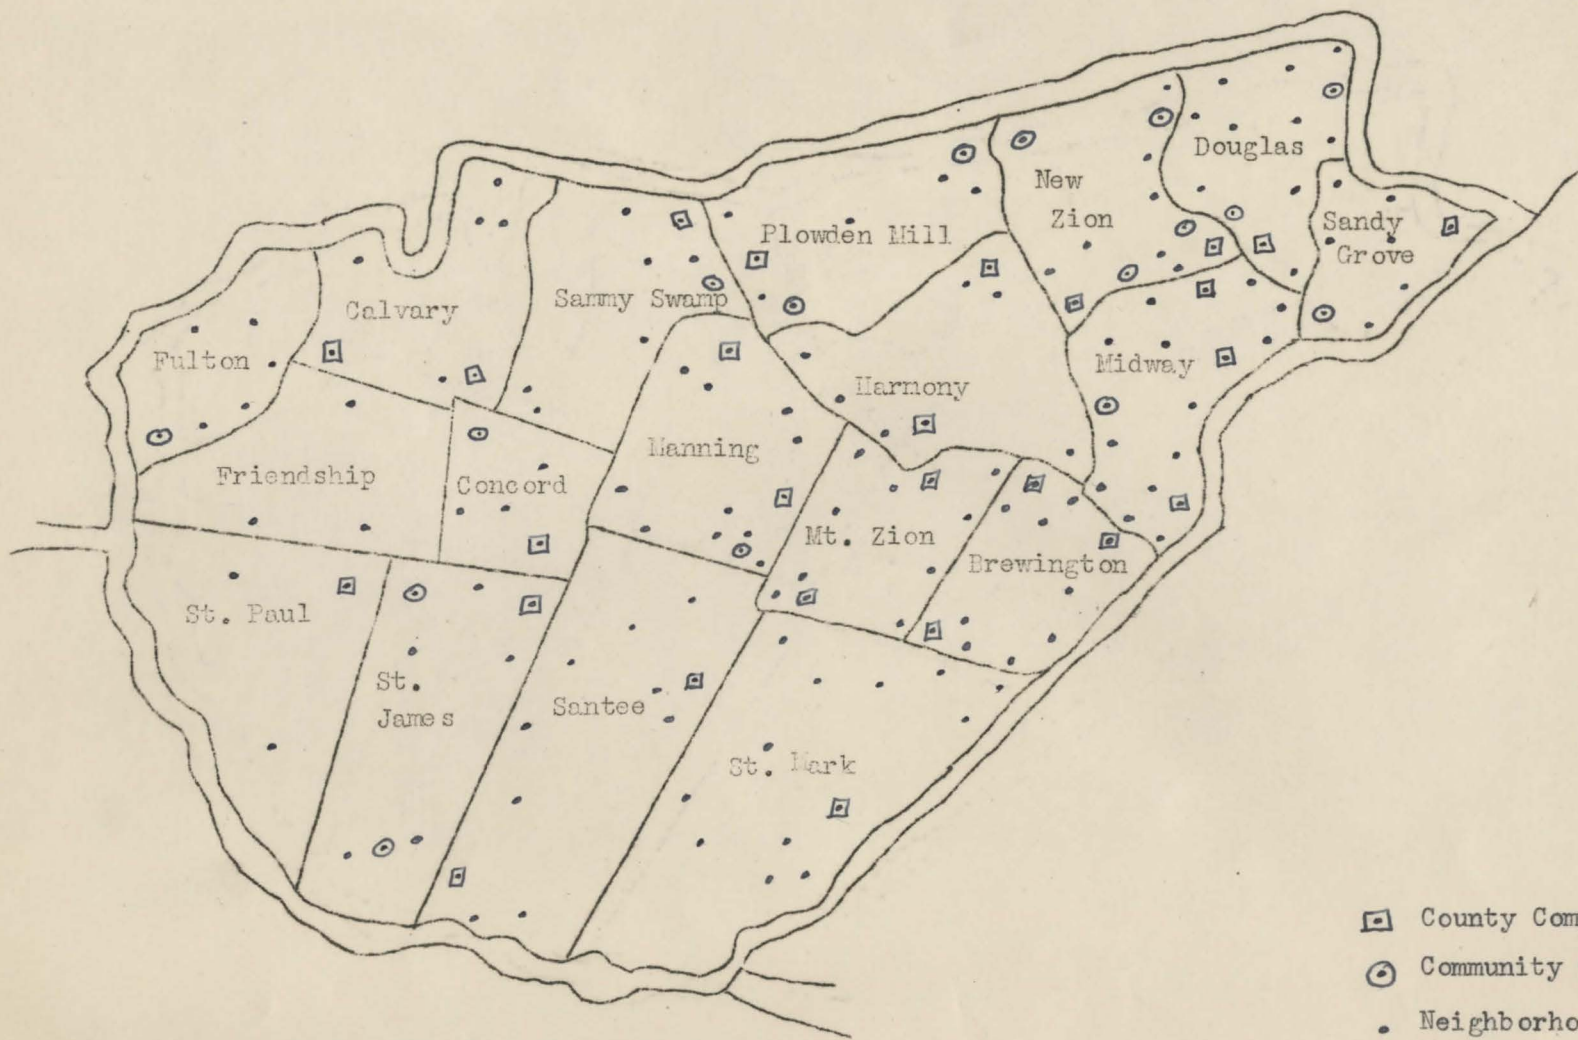 Douglas
New
Zion
Sandy
Grove
Plowden Mill
Sammy Swamp
Calvary
Fulton
Midway
Harmony
Manning
Friendship
Concord
Mt. Zion
Brewington
St. Paul
St.
James
Santee
St. Mark
County Com
Community
Neighborho